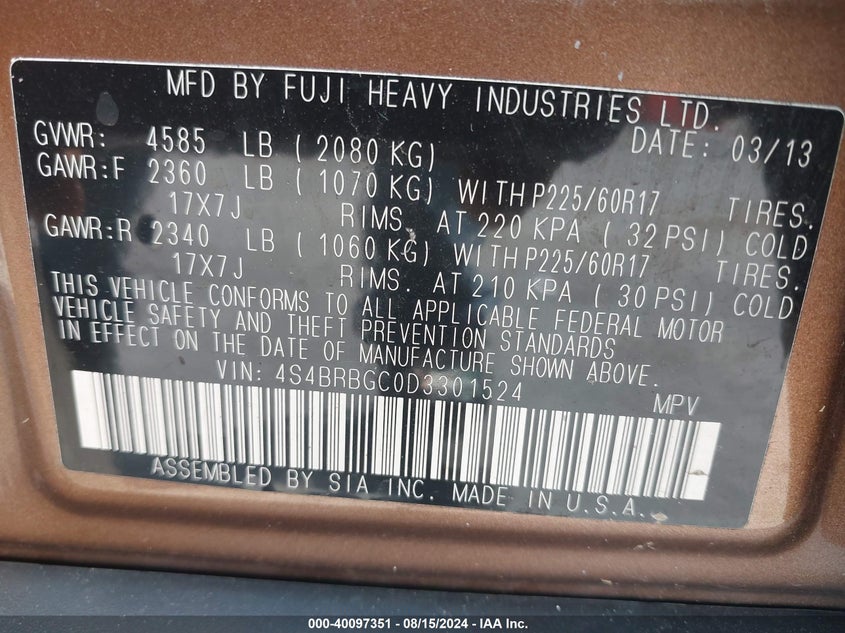 MFD BY FUJI HEAVY INDUSTRIES LTD.
DATE: 03/13
GVWR: 4585 LB ( 2080 KG)
GAWR:F 2360 LB ( 1070 KG) WITH P225/60R17 TIRES.
17X7J RIMS. AT 220 KPA ( 32 PSI) COLD
GAWR:R 2340 LB ( 1060 KG) WITH P225/60R17 TIRES.
17X7J RIMS. AT 210 KPA ( 30 PSI) COLD
THIS VEHICLE CONFORMS TO ALL APPLICABLE FEDERAL MOTOR
VEHICLE SAFETY AND THEFT PREVENTION STANDARDS
IN EFFECT ON THE DATE OF MANUFACTURE SHOWN ABOVE.
VIN: 4S4BRBGC0D3301524
MPV
ASSEMBLED BY SIA INC. MADE IN U.S.A.
000-40097351 - 08/15/2024 - IAA Inc.